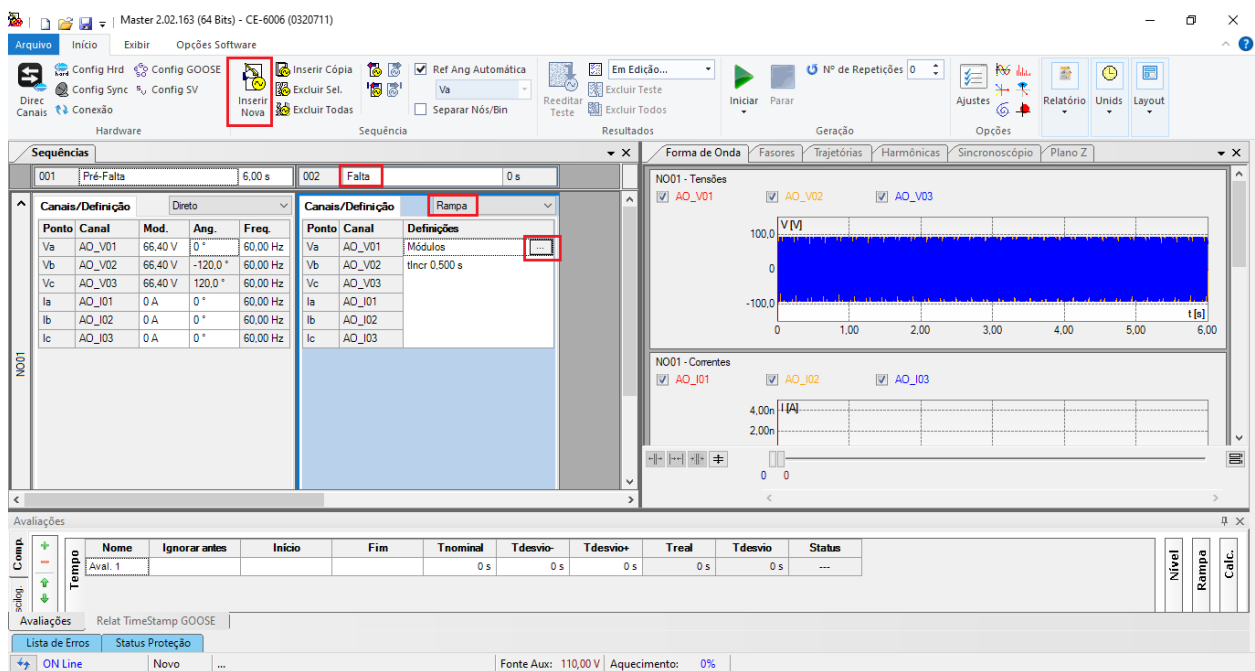 Master 2.02.163 (64 Bits) - CE-6006 (0320711)
Arquivo Início Exibir Opções Software
Direc Canais
Config Hrd Config GOOSE
Config Sync Config SV
Conexão
Hardware
Inserir Nova
Inserir Cópia
Excluir Sel.
Excluir Todas
Ref Ang Automática
Va
Separar Nós/Bin
Sequência
Reeditar Teste
Em Edição...
Excluir Teste
Excluir Todos
Resultados
Iniciar Parar
Nº de Repetições 0
Geração
Ajustes
Opções
Relatório Unids Layout
Sequências
001 Pré-Falta 6,00 s 002 Falta 0 s
Canais/Definição Direto
Ponto Canal Mod. Ang. Freq.
Va AO_V01 66,40 V 0 ° 60,00 Hz
Vb AO_V02 66,40 V -120,0 ° 60,00 Hz
Vc AO_V03 66,40 V 120,0 ° 60,00 Hz
Ia AO_I01 0 A 0 ° 60,00 Hz
Ib AO_I02 0 A 0 ° 60,00 Hz
Ic AO_I03 0 A 0 ° 60,00 Hz
NO01
Canais/Definição Rampa
Ponto Canal Definições
Va AO_V01 Módulos ...
Vb AO_V02 tIncr 0,500 s
Vc AO_V03
Ia AO_I01
Ib AO_I02
Ic AO_I03
Forma de Onda Fasores Trajetórias Harmônicas Sincronoscópio Plano Z
NO01 - Tensões
AO_V01 AO_V02 AO_V03
V [V]
100,0
0
-100,0
t [s]
0 1,00 2,00 3,00 4,00 5,00 6,00
NO01 - Correntes
AO_I01 AO_I02 AO_I03
I [A]
4,00n
2,00n
0 0
Avaliações
Comp.
Tempo
Nome Ignorar antes Início Fim Tnominal Tdesvio- Tdesvio+ Treal Tdesvio Status
Aval. 1 0 s 0 s 0 s 0 s 0 s ---
Nível
Rampa
Calc.
Avaliações Relat TimeStamp GOOSE
Lista de Erros Status Proteção
ON Line Novo ... Fonte Aux: 110,00 V Aquecimento: 0%